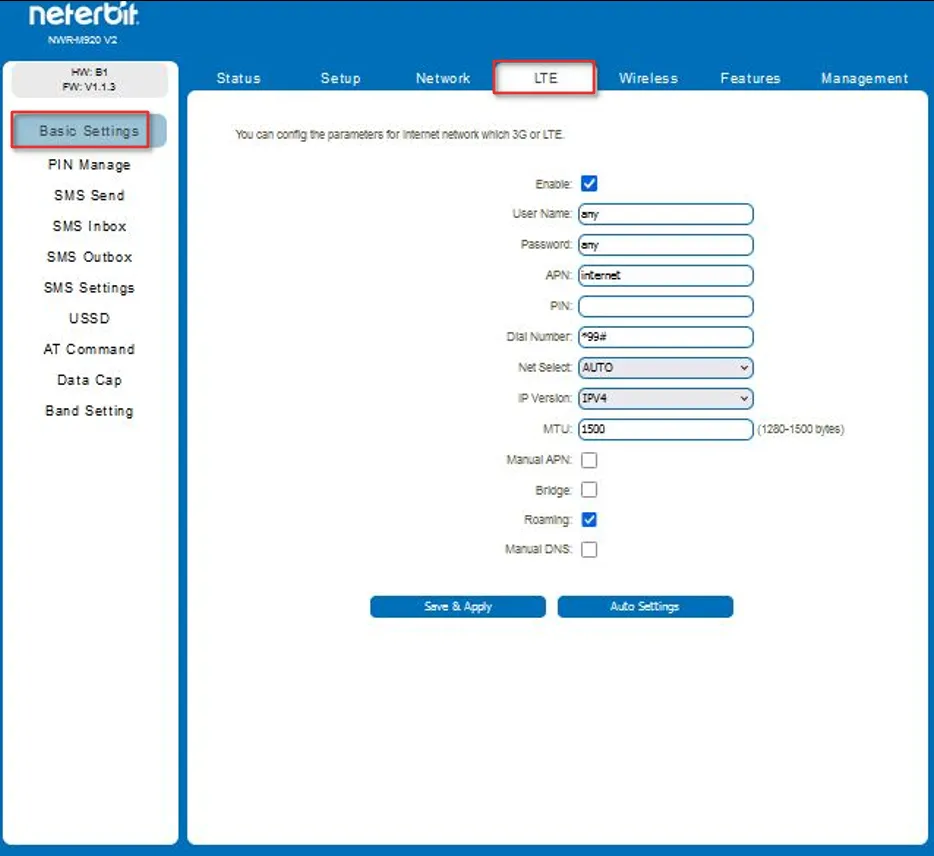 neterbit.
NWR-M920 V2
HW: B1
FW: V1.1.3
Status Setup Network LTE Wireless Features Management
Basic Settings
PIN Manage
SMS Send
SMS Inbox
SMS Outbox
SMS Settings
USSD
AT Command
Data Cap
Band Setting
You can config the parameters for Internet network which 3G or LTE.
Enable:
User Name: any
Password: any
APN: internet
PIN:
Dial Number: *99#
Net Select: AUTO
IP Version: IPV4
MTU: 1500 (1280-1500 bytes)
Manual APN:
Bridge:
Roaming:
Manual DNS:
Save & Apply Auto Settings